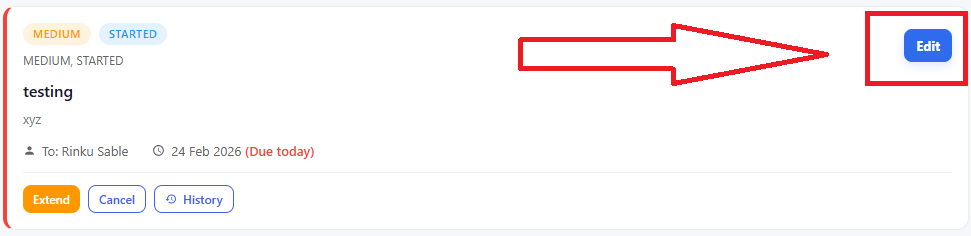 MEDIUM STARTED Edit
MEDIUM, STARTED
testing
xyz
To: Rinku Sable 24 Feb 2026 (Due today)
Extend Cancel History